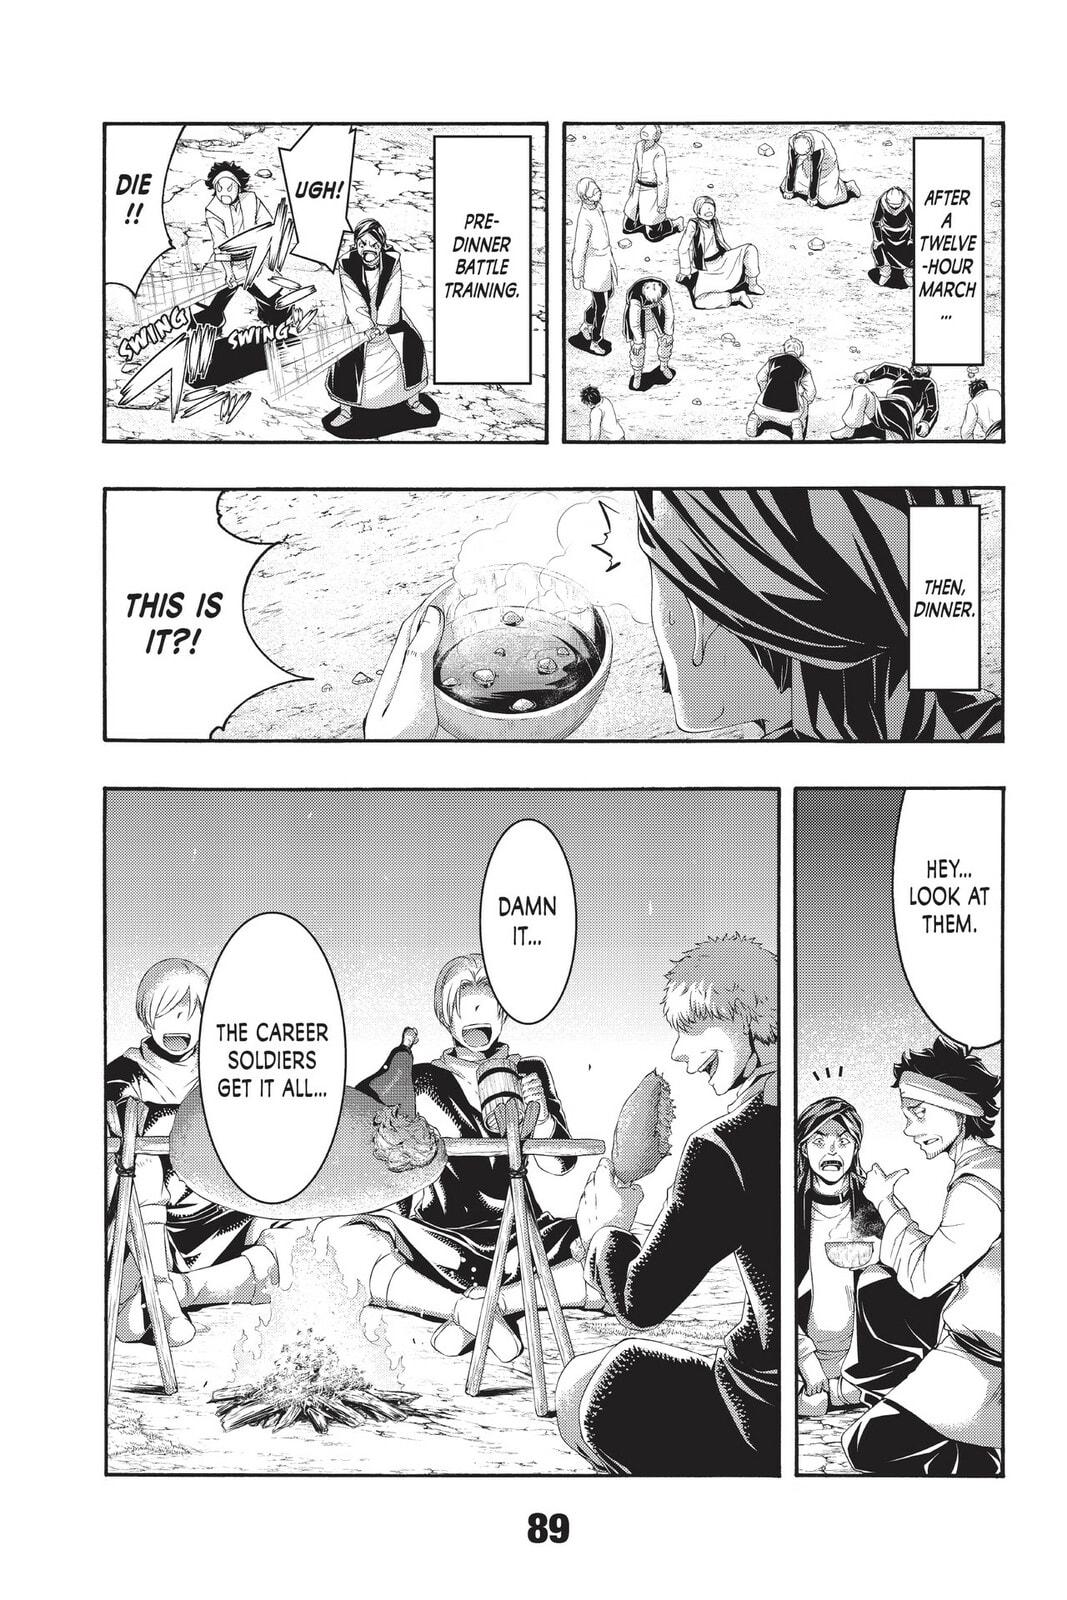 AFTER
A
TWELVE
-HOUR
MARCH
...
PRE-
DINNER
BATTLE
TRAINING.
UGH!
DIE
!!
SWING
SWING
THEN,
DINNER.
THIS IS
IT?!
HEY...
LOOK AT
THEM.
DAMN
IT...
THE CAREER
SOLDIERS
GET IT ALL...
89